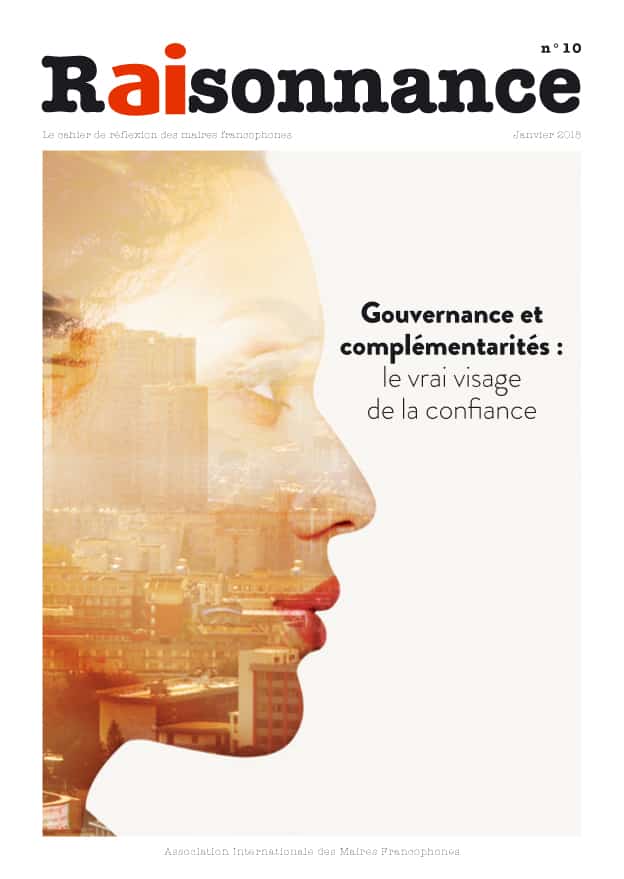 n° 10
Raisonnance
Le cahier de réflexion des maires francophones
Janvier 2015
Gouvernance et
complémentarités :
le vrai visage
de la confiance
Association Internationale des Maires Francophones